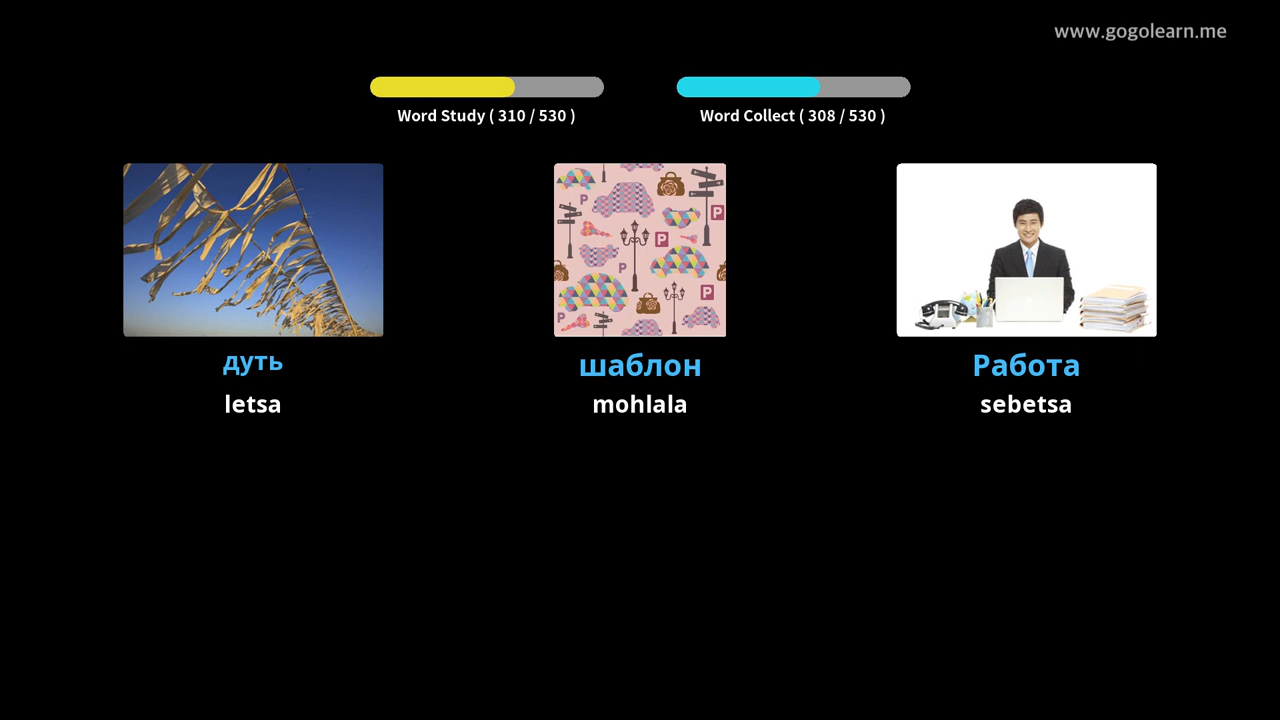 www.gogolearn.me
Word Study ( 310 / 530 )
Word Collect ( 308 / 530 )
P
P
P
P
P
P
дуть
шаблон
Работа
letsa
mohlala
sebetsa